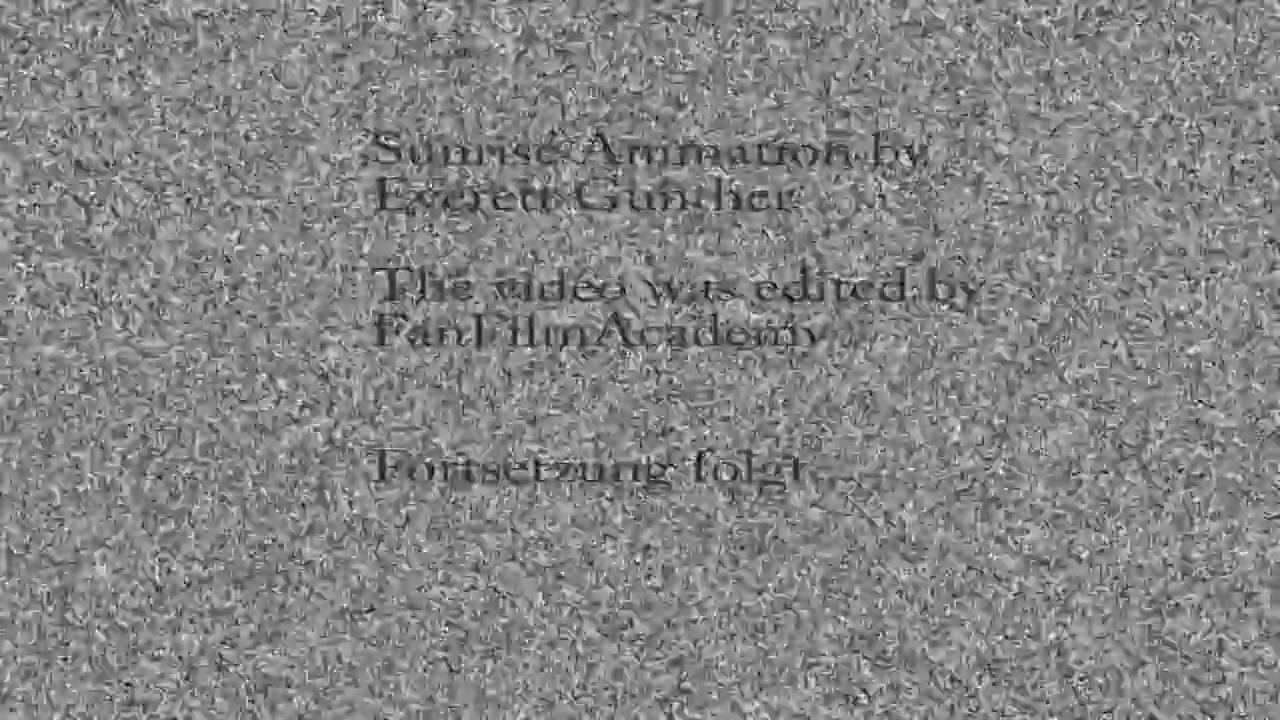 Sunrise Animation by
Everett Gunther
The video was edited by
FanFilmAcademy
Fortsetzung folgt...